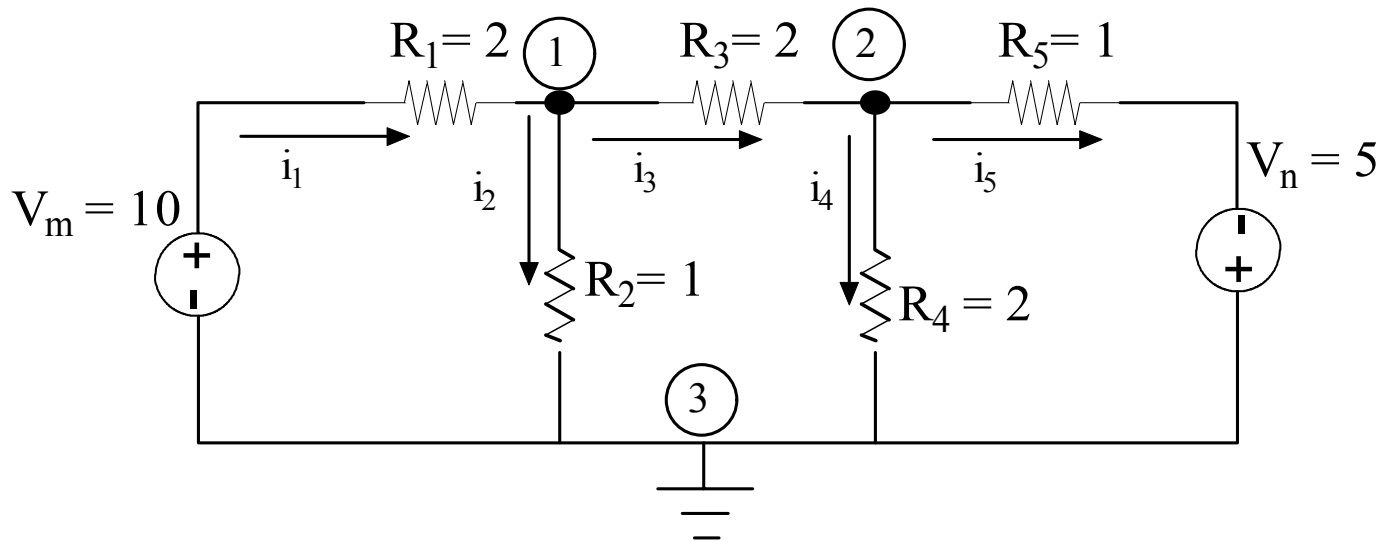 R₁= 2
1
R₃= 2
2
R₅= 1
i₁
i₂
i₃
i₄
i₅
Vₘ = 10
Vₙ = 5
+
-
R₂= 1
R₄ = 2
-
+
3